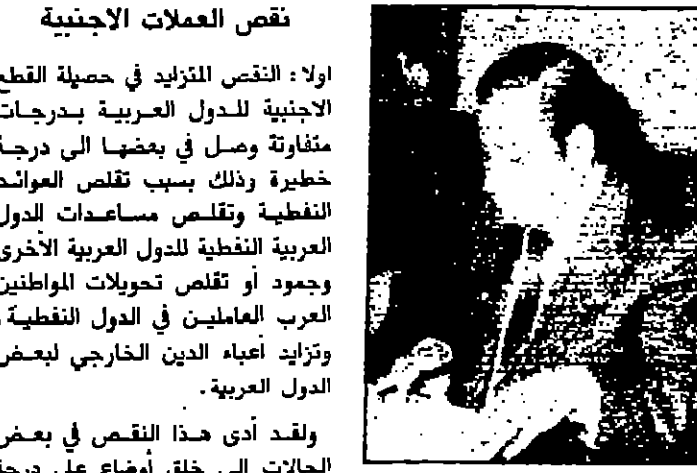 نقص العملات الاجنبية
اولا: النقص المتزايد في حصيلة القطع
الاجنبية للدول العربية بدرجات
متفاوتة وصل في بعضها الى درجة
خطيرة وذلك بسبب تقلص العوائد
النفطية وتقلص مساعدات الدول
العربية النفطية للدول العربية الأخرى
وجمود أو تقلص تحويلات المواطنين
العرب العاملين في الدول النفطية،
وتزايد أعباء الدين الخارجي لبعض
الدول العربية.
ولقد أدى هذا النقص في بعض
الحالات الى خلق أوضاع على درجة